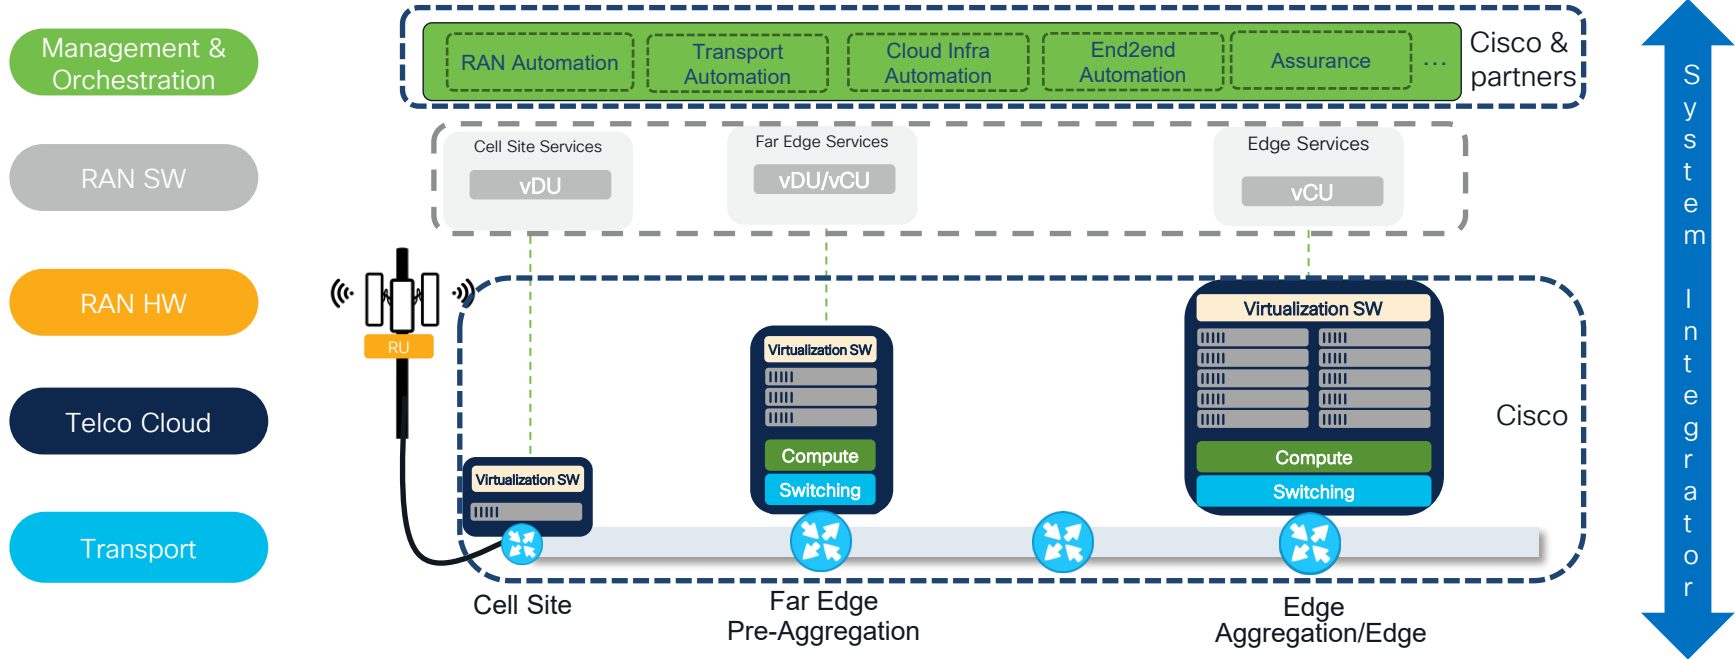 Management &
Orchestration
RAN Automation
Transport
Automation
Cloud Infra
Automation
End2end
Automation
Assurance
...
Cisco &
partners
RAN SW
Cell Site Services
vDU
Far Edge Services
vDU/vCU
Edge Services
vCU
RAN HW
RU
Telco Cloud
Virtualization SW
Virtualization SW
Compute
Switching
Virtualization SW
Compute
Switching
Cisco
Transport
Cell Site
Far Edge
Pre-Aggregation
Edge
Aggregation/Edge
System Integrator